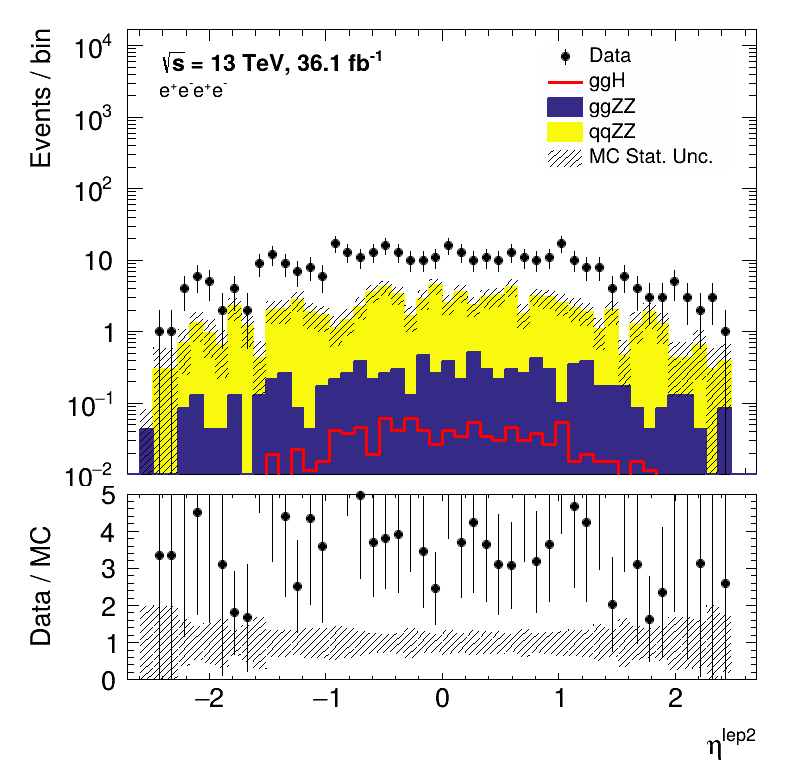 Events / bin
10⁴
10³
10²
10
1
10⁻¹
10⁻²
√s = 13 TeV, 36.1 fb⁻¹
e⁺e⁻e⁺e⁻
Data
ggH
ggZZ
qqZZ
MC Stat. Unc.
Data / MC
5
4
3
2
1
0
−2 −1 0 1 2
η^lep2